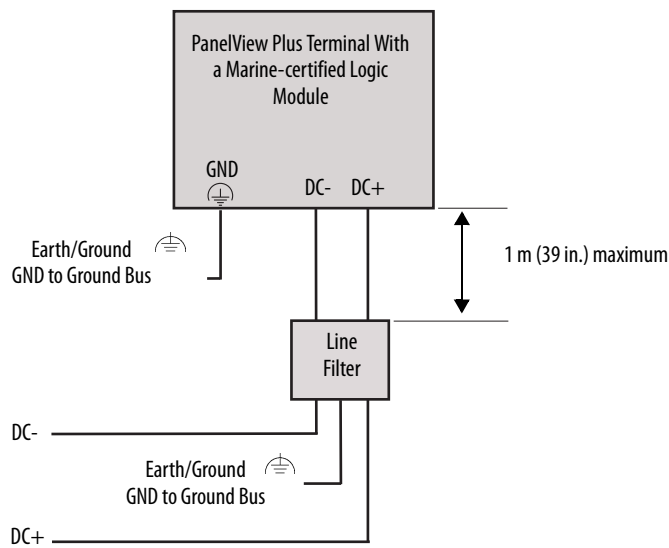 PanelView Plus Terminal With
a Marine-certified Logic
Module
GND
DC-
DC+
Earth/Ground
GND to Ground Bus
1 m (39 in.) maximum
Line
Filter
DC-
Earth/Ground
GND to Ground Bus
DC+